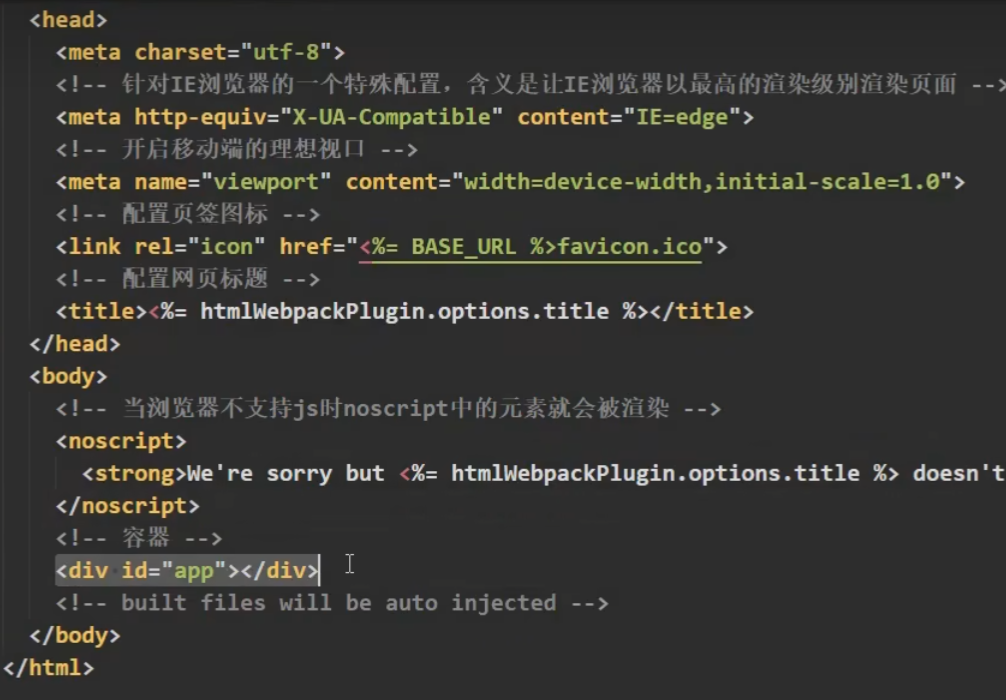 <head>
<meta charset="utf-8">
<!-- 针对IE浏览器的一个特殊配置，含义是让IE浏览器以最高的渲染级别渲染页面 -->
<meta http-equiv="X-UA-Compatible" content="IE=edge">
<!-- 开启移动端的理想视口 -->
<meta name="viewport" content="width=device-width,initial-scale=1.0">
<!-- 配置页签图标 -->
<link rel="icon" href="<%= BASE_URL %>favicon.ico">
<!-- 配置网页标题 -->
<title><%= htmlWebpackPlugin.options.title %></title>
</head>
<body>
<!-- 当浏览器不支持js时noscript中的元素就会被渲染 -->
<noscript>
<strong>We're sorry but <%= htmlWebpackPlugin.options.title %> doesn't
</noscript>
<!-- 容器 -->
<div id="app"></div>
<!-- built files will be auto injected -->
</body>
</html>